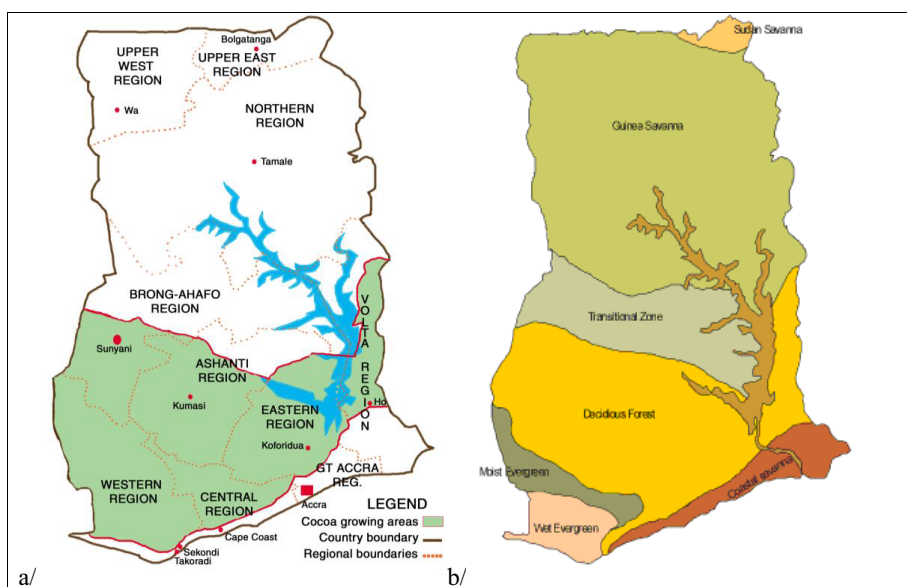 Bolgatanga
UPPER
WEST
REGION
UPPER EAST
REGION
Wa
NORTHERN
REGION
Tamale
BRONG-AHAFO
REGION
VOLTA REGION
Sunyani
ASHANTI
REGION
Kumasi
EASTERN
REGION
Ho
Koforidua
GT ACCRA
REG.
WESTERN
REGION
CENTRAL
REGION
Accra
LEGEND
Cocoa growing areas
Country boundary
Regional boundaries
Cape Coast
Sekondi
Takoradi
a/
Sudan Savanna
Guinea Savanna
Transitional Zone
Decidious Forest
Moist Evergreen
Coastal savanna
Wet Evergreen
b/